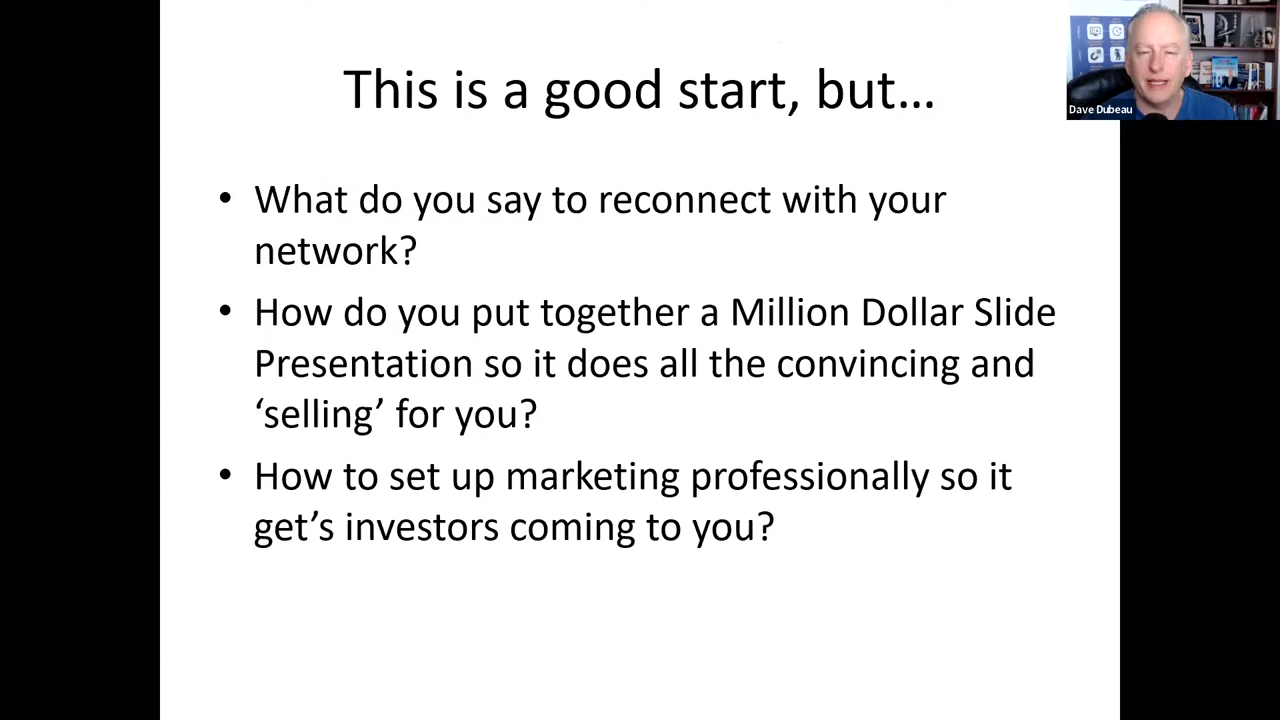 This is a good start, but…
Dave Dubeau
• What do you say to reconnect with your
network?
• How do you put together a Million Dollar Slide
Presentation so it does all the convincing and
‘selling’ for you?
• How to set up marketing professionally so it
get’s investors coming to you?